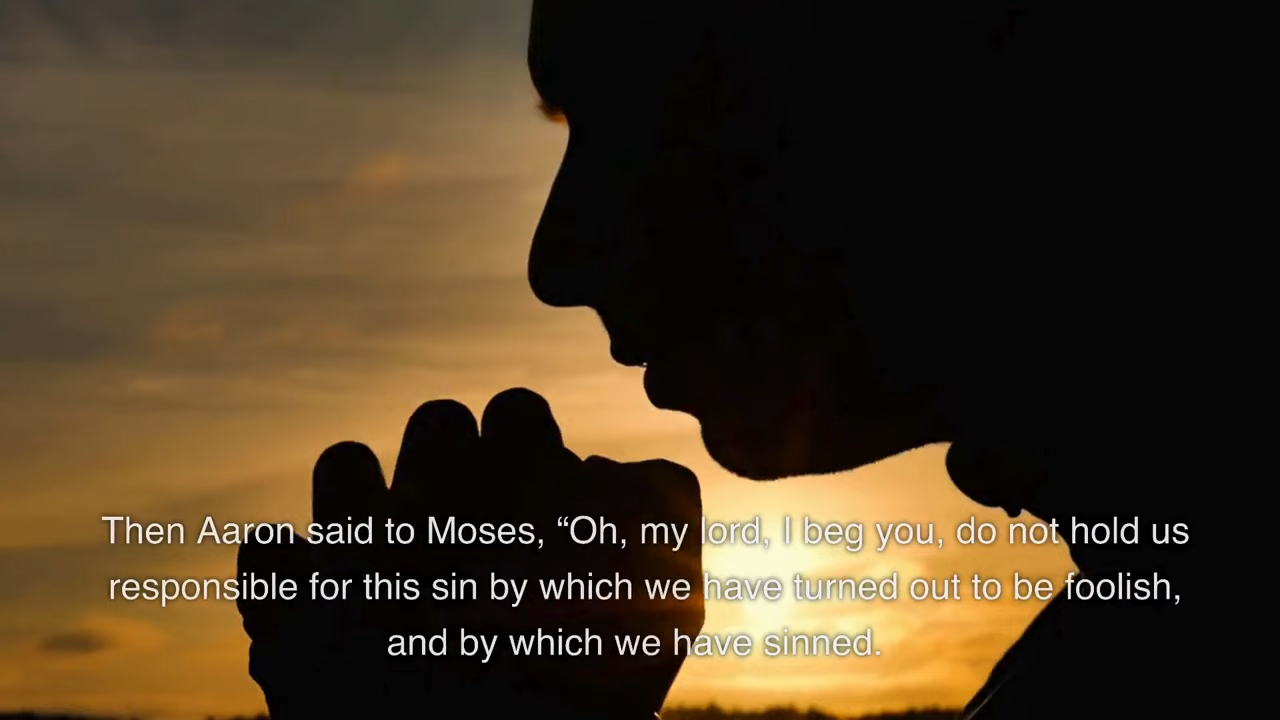 Then Aaron said to Moses, “Oh, my lord, I beg you, do not hold us
responsible for this sin by which we have turned out to be foolish,
and by which we have sinned.